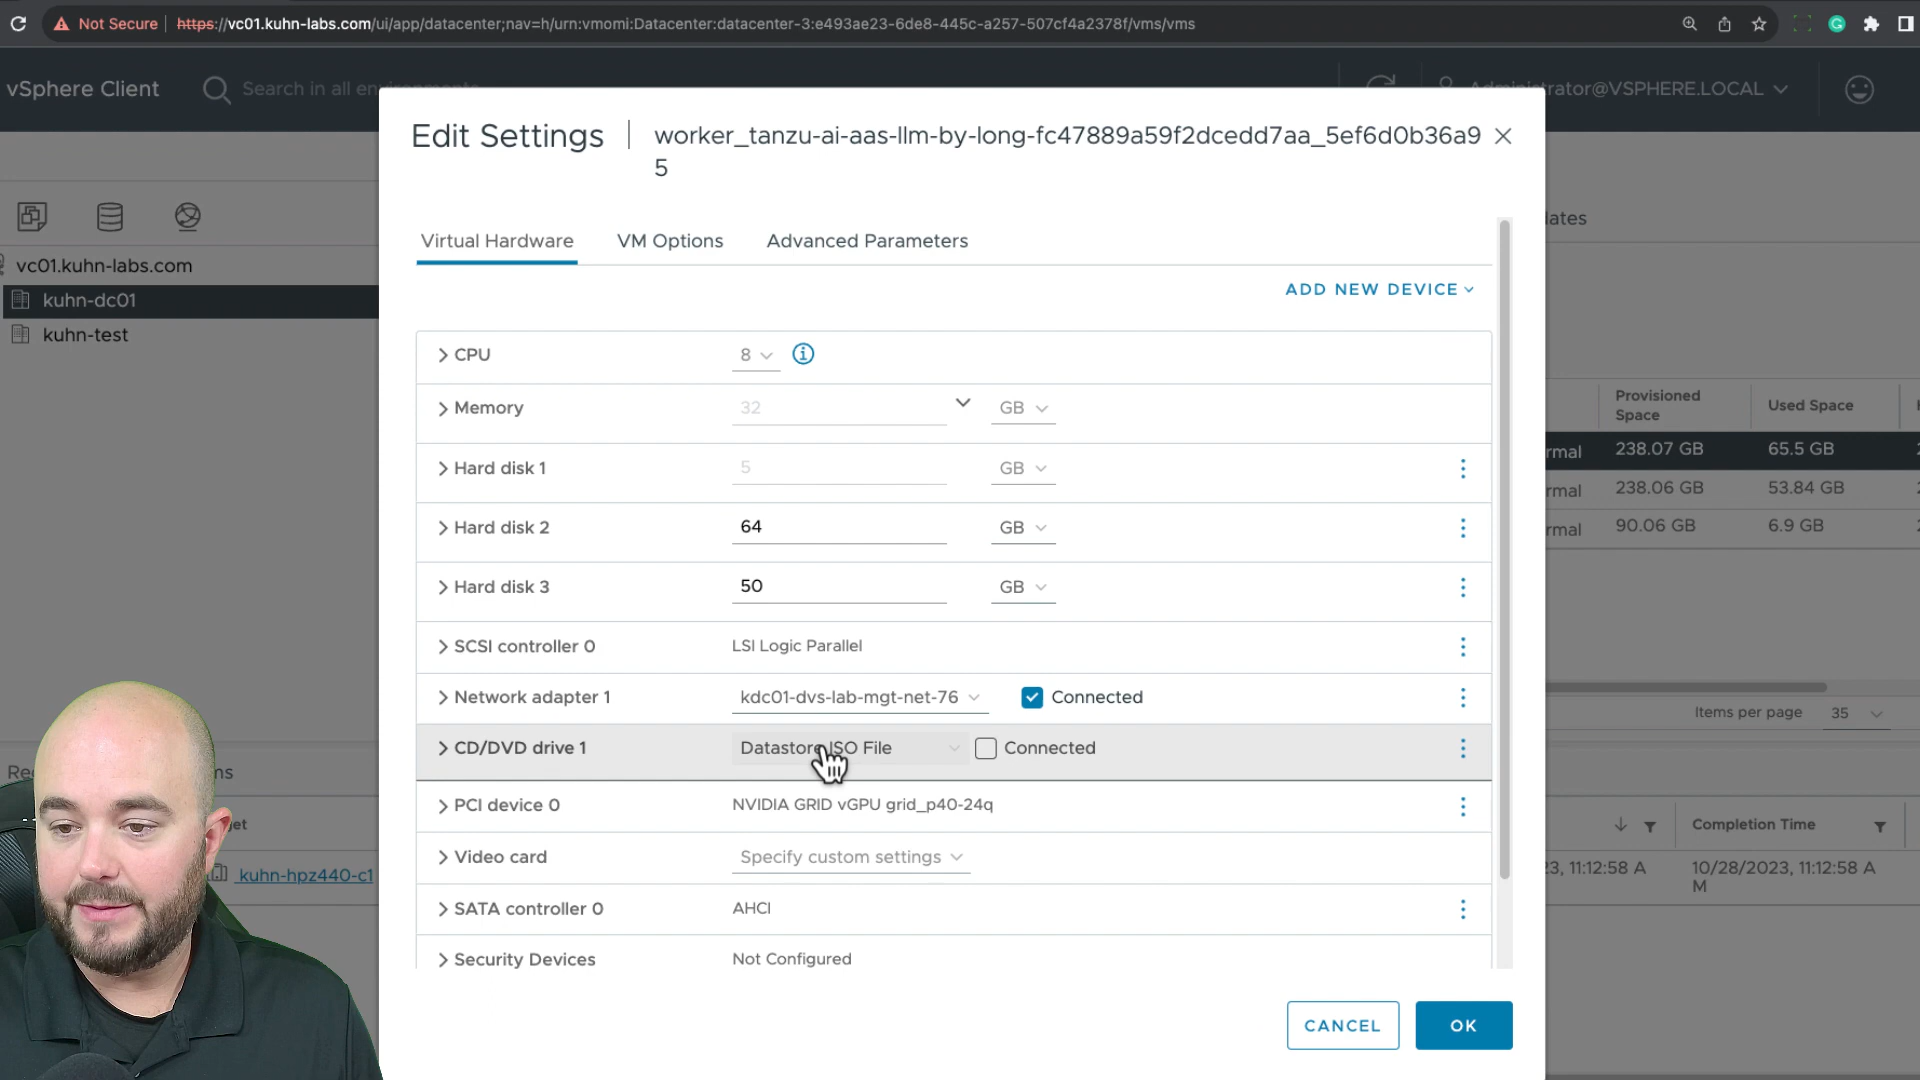 Not Secure
https://vc01.kuhn-labs.com/ui/app/datacenter;nav=h/urn:vmomi:Datacenter:datacenter-3:e493ae23-6de8-445c-a257-507cf4a2378f/vms/vms
vSphere Client
Search in all environments
Administrator@VSPHERE.LOCAL
Edit Settings
worker_tanzu-ai-aas-llm-by-long-fc47889a59f2dcedd7aa_5ef6d0b36a9
5
Virtual Hardware
VM Options
Advanced Parameters
ADD NEW DEVICE
vc01.kuhn-labs.com
kuhn-dc01
kuhn-test
CPU
8
Memory
32
GB
Hard disk 1
5
GB
Hard disk 2
64
GB
Hard disk 3
50
GB
SCSI controller 0
LSI Logic Parallel
Network adapter 1
kdc01-dvs-lab-mgt-net-76
Connected
CD/DVD drive 1
Datastore ISO File
Connected
PCI device 0
NVIDIA GRID vGPU grid_p40-24q
Video card
Specify custom settings
SATA controller 0
AHCI
Security Devices
Not Configured
CANCEL
OK
kuhn-hpz440-c1
Provisioned
Space
Used Space
238.07 GB
65.5 GB
238.06 GB
53.84 GB
90.06 GB
6.9 GB
Items per page
35
Completion Time
11:12:58 A
10/28/2023, 11:12:58 A
M